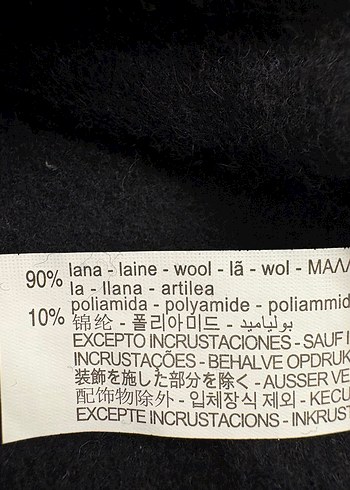 90% lana - laine - wool - lã - wol - ΜΑΛΛ
la - llana - artilea
10% poliamida - polyamide - poliammid
锦纶 - 폴리아미드 - بوليامید
EXCEPTO INCRUSTACIONES - SAUF I
INCRUSTAÇÕES - BEHALVE OPDRUK
装飾を施した部分を除く - AUSSER VE
配饰物除外 - 입체장식 제외 - KECU
EXCEPTE INCRUSTACIONS - INKRUST